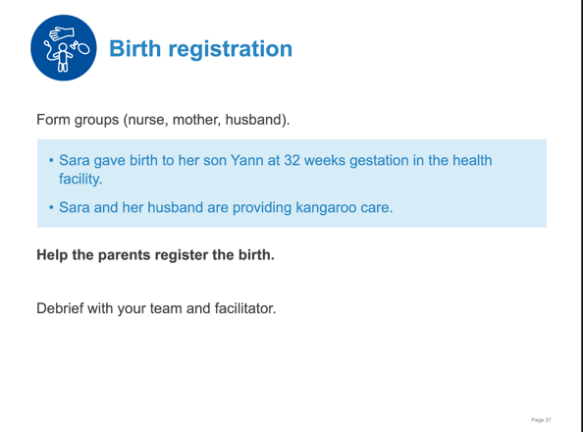 Birth registration
Form groups (nurse, mother, husband).
• Sara gave birth to her son Yann at 32 weeks gestation in the health
facility.
• Sara and her husband are providing kangaroo care.
Help the parents register the birth.
Debrief with your team and facilitator.
Page 37